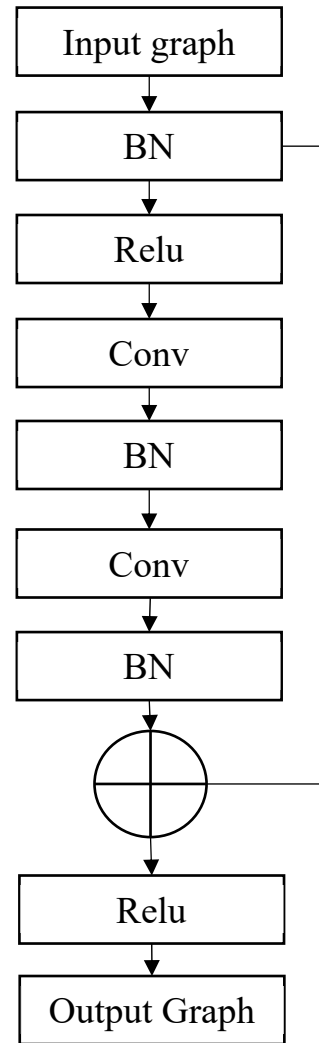 Input graph
BN
Relu
Conv
BN
Conv
BN
Relu
Output Graph